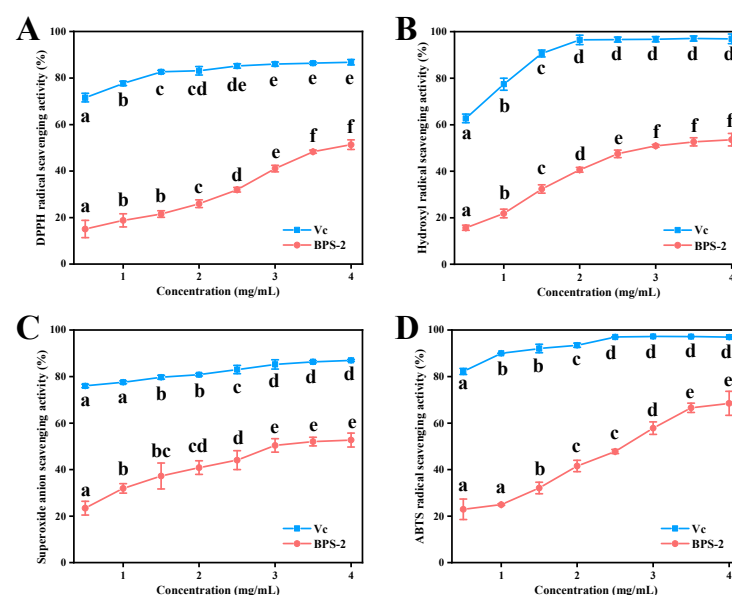 A
DPPH radical scavenging activity (%)
100
80
60
40
20
0
a b c cd de e e e
a b b c d e f f
Vc
BPS-2
1 2 3 4
Concentration (mg/mL)
B
Hydroxyl radical scavenging activity (%)
100
80
60
40
20
0
a b c d d d d d
a b c d e f f f
Vc
BPS-2
1 2 3 4
Concentration (mg/mL)
C
Superoxide anion scavenging activity (%)
100
80
60
40
20
0
a a b b c d d d
a b bc cd d e e e
Vc
BPS-2
1 2 3 4
Concentration (mg/mL)
D
ABTS radical scavenging activity (%)
100
80
60
40
20
0
a b b c d d d d
a a b c c d e e
Vc
BPS-2
1 2 3 4
Concentration (mg/mL)